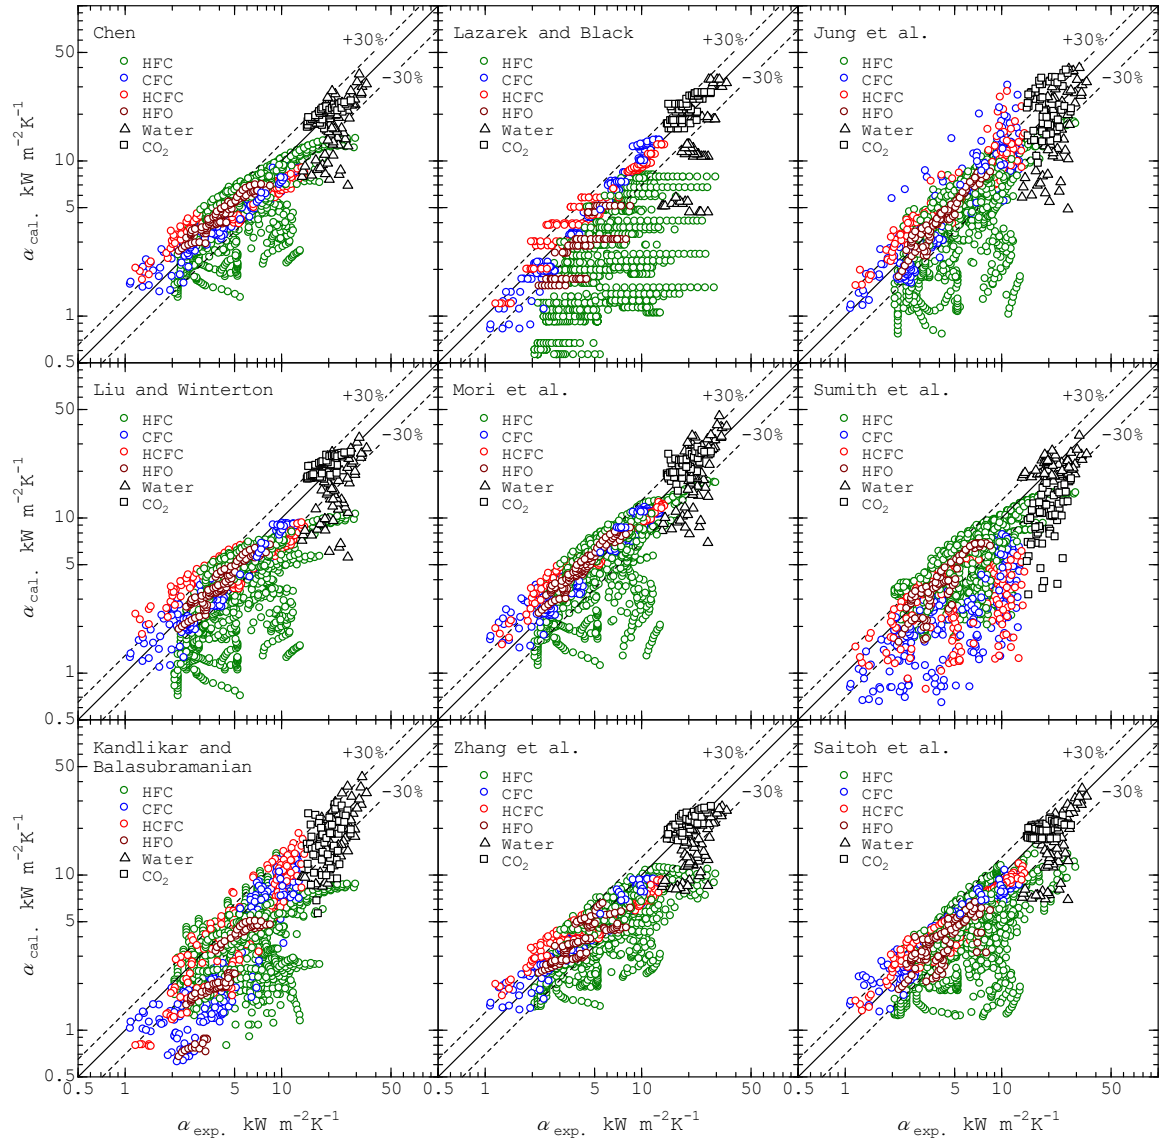 Chen
+30%
-30%
HFC
CFC
HCFC
HFO
Water
CO₂
50
10
5
1
0.5
α cal. kW m⁻²K⁻¹
Lazarek and Black
+30%
-30%
HFC
CFC
HCFC
HFO
Water
CO₂
Jung et al.
+30%
-30%
HFC
CFC
HCFC
HFO
Water
CO₂
Liu and Winterton
+30%
-30%
HFC
CFC
HCFC
HFO
Water
CO₂
50
10
5
1
0.5
α cal. kW m⁻²K⁻¹
Mori et al.
+30%
-30%
HFC
CFC
HCFC
HFO
Water
CO₂
Sumith et al.
+30%
-30%
HFC
CFC
HCFC
HFO
Water
CO₂
Kandlikar and
Balasubramanian
+30%
-30%
HFC
CFC
HCFC
HFO
Water
CO₂
50
10
5
1
0.5
α cal. kW m⁻²K⁻¹
Zhang et al.
+30%
-30%
HFC
CFC
HCFC
HFO
Water
CO₂
Saitoh et al.
+30%
-30%
HFC
CFC
HCFC
HFO
Water
CO₂
0.5 1 5 10 0.5 1 5 10 0.5 1 5 10 50
α exp. kW m⁻²K⁻¹ α exp. kW m⁻²K⁻¹ α exp. kW m⁻²K⁻¹